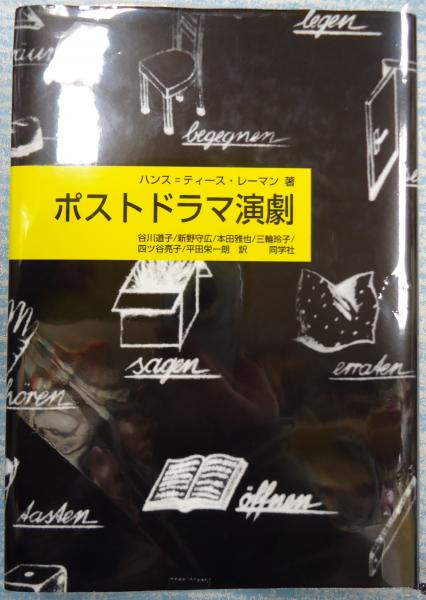 legen
begegnen
ハンス=ティース・レーマン 著
ポストドラマ演劇
谷川道子/新野守広/本田雅也/三輪玲子/
四ツ谷亮子/平田栄一朗 訳 同学社
sagen
erraten
hören
öffnen
tasten